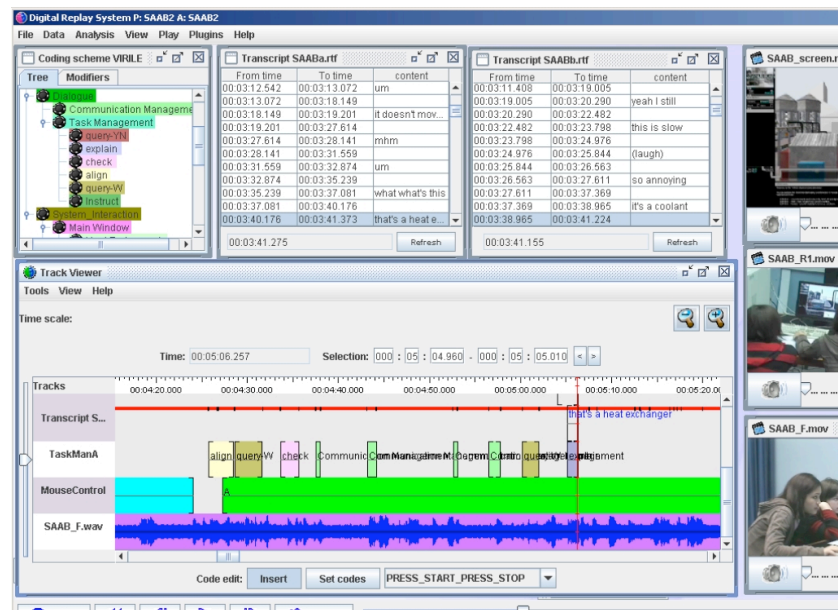 Digital Replay System P: SAAB2 A: SAAB2
File Data Analysis View Play Plugins Help
Coding scheme VIRILE
Tree Modifiers
Dialogue
Communication Manageme
Task Management
query-YN
explain
check
align
query-W
Instruct
System_Interaction
Main Window
Transcript SAABa.rtf
From time To time content
00:03:12.542 00:03:13.072 um
00:03:13.072 00:03:18.149
00:03:18.149 00:03:19.201 it doesn't mov...
00:03:19.201 00:03:27.614
00:03:27.614 00:03:28.141 mhm
00:03:28.141 00:03:31.559
00:03:31.559 00:03:32.874 um
00:03:32.874 00:03:35.239
00:03:35.239 00:03:37.081 what what's this
00:03:37.081 00:03:40.176
00:03:40.176 00:03:41.373 that's a heat e...
00:03:41.275 Refresh
Transcript SAABb.rtf
From time To time content
00:03:11.408 00:03:19.005
00:03:19.005 00:03:20.290 yeah I still
00:03:20.290 00:03:22.482
00:03:22.482 00:03:23.798 this is slow
00:03:23.798 00:03:24.976
00:03:24.976 00:03:25.844 (laugh)
00:03:25.844 00:03:26.563
00:03:26.563 00:03:27.611 so annoying
00:03:27.611 00:03:37.369
00:03:37.369 00:03:38.965 it's a coolant
00:03:38.965 00:03:41.224
00:03:41.155 Refresh
SAAB_screen.r
SAAB_R1.mov
SAAB_F.mov
Track Viewer
Tools View Help
Time scale:
Time: 00:05:06.257 Selection: 000 : 05 : 04.960 - 000 : 05 : 05.010 < >
Tracks
00:04:20.000 00:04:30.000 00:04:40.000 00:04:50.000 00:05:00.000 00:05:10.000 00:05:20.0
Transcript S...
that's a heat exchanger
TaskManA
align query-W check Communic
MouseControl
A
SAAB_F.wav
Code edit: Insert Set codes PRESS_START_PRESS_STOP